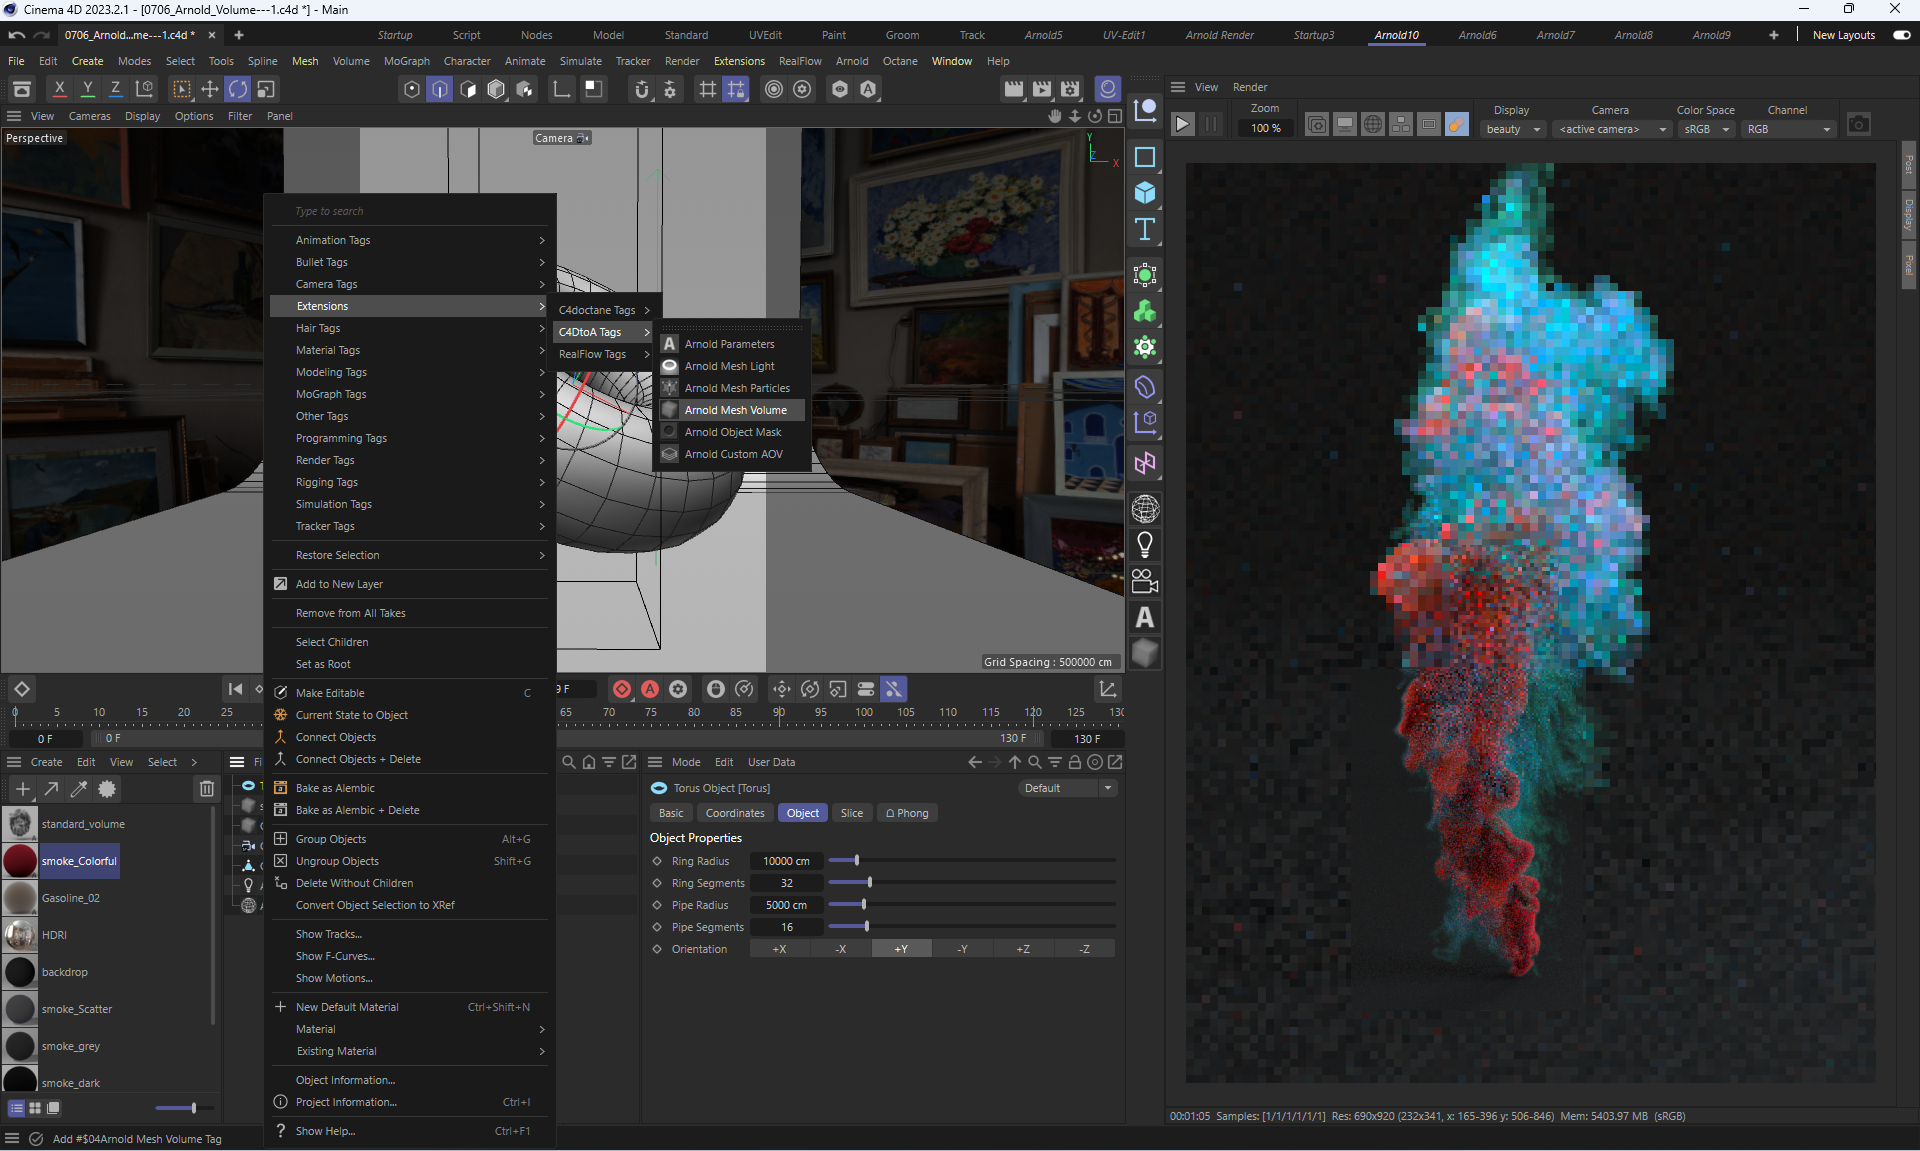 Cinema 4D 2023.2.1 - [0706_Arnold_Volume---1.c4d *] - Main
0706_Arnold...me---1.c4d *
Startup Script Nodes Model Standard UVEdit Paint Groom Track Arnold5 UV-Edit1 Arnold Render Startup3 Arnold10 Arnold6 Arnold7 Arnold8 Arnold9 New Layouts
File Edit Create Modes Select Tools Spline Mesh Volume MoGraph Character Animate Simulate Tracker Render Extensions RealFlow Arnold Octane Window Help
X Y Z
View Cameras Display Options Filter Panel
Perspective
Camera
Y
Z
X
Type to search
Animation Tags
Bullet Tags
Camera Tags
Extensions
Hair Tags
Material Tags
Modeling Tags
MoGraph Tags
Other Tags
Programming Tags
Render Tags
Rigging Tags
Simulation Tags
Tracker Tags
Restore Selection
Add to New Layer
Remove from All Takes
Select Children
Set as Root
Make Editable C
Current State to Object
Connect Objects
Connect Objects + Delete
Bake as Alembic
Bake as Alembic + Delete
Group Objects Alt+G
Ungroup Objects Shift+G
Delete Without Children
Convert Object Selection to XRef
Show Tracks...
Show F-Curves...
Show Motions...
New Default Material Ctrl+Shift+N
Material
Existing Material
Object Information...
Project Information... Ctrl+I
Show Help... Ctrl+F1
C4doctane Tags
C4DtoA Tags
RealFlow Tags
Arnold Parameters
Arnold Mesh Light
Arnold Mesh Particles
Arnold Mesh Volume
Arnold Object Mask
Arnold Custom AOV
Grid Spacing : 500000 cm
9 F
0 5 10 15 20 25 65 70 75 80 85 90 95 100 105 110 115 120 125 130
0 F 0 F 130 F 130 F
Create Edit View Select
standard_volume
smoke_Colorful
Gasoline_02
HDRI
backdrop
smoke_Scatter
smoke_grey
smoke_dark
Add #$04Arnold Mesh Volume Tag
Mode Edit User Data
Torus Object [Torus] Default
Basic Coordinates Object Slice Phong
Object Properties
Ring Radius 10000 cm
Ring Segments 32
Pipe Radius 5000 cm
Pipe Segments 16
Orientation +X -X +Y -Y +Z -Z
View Render
Zoom Display Camera Color Space Channel
100 % beauty <active camera> sRGB RGB
Post
Display
Pixel
00:01:05 Samples: [1/1/1/1/1/1] Res: 690x920 (232x341, x: 165-396 y: 506-846) Mem: 5403.97 MB (sRGB)